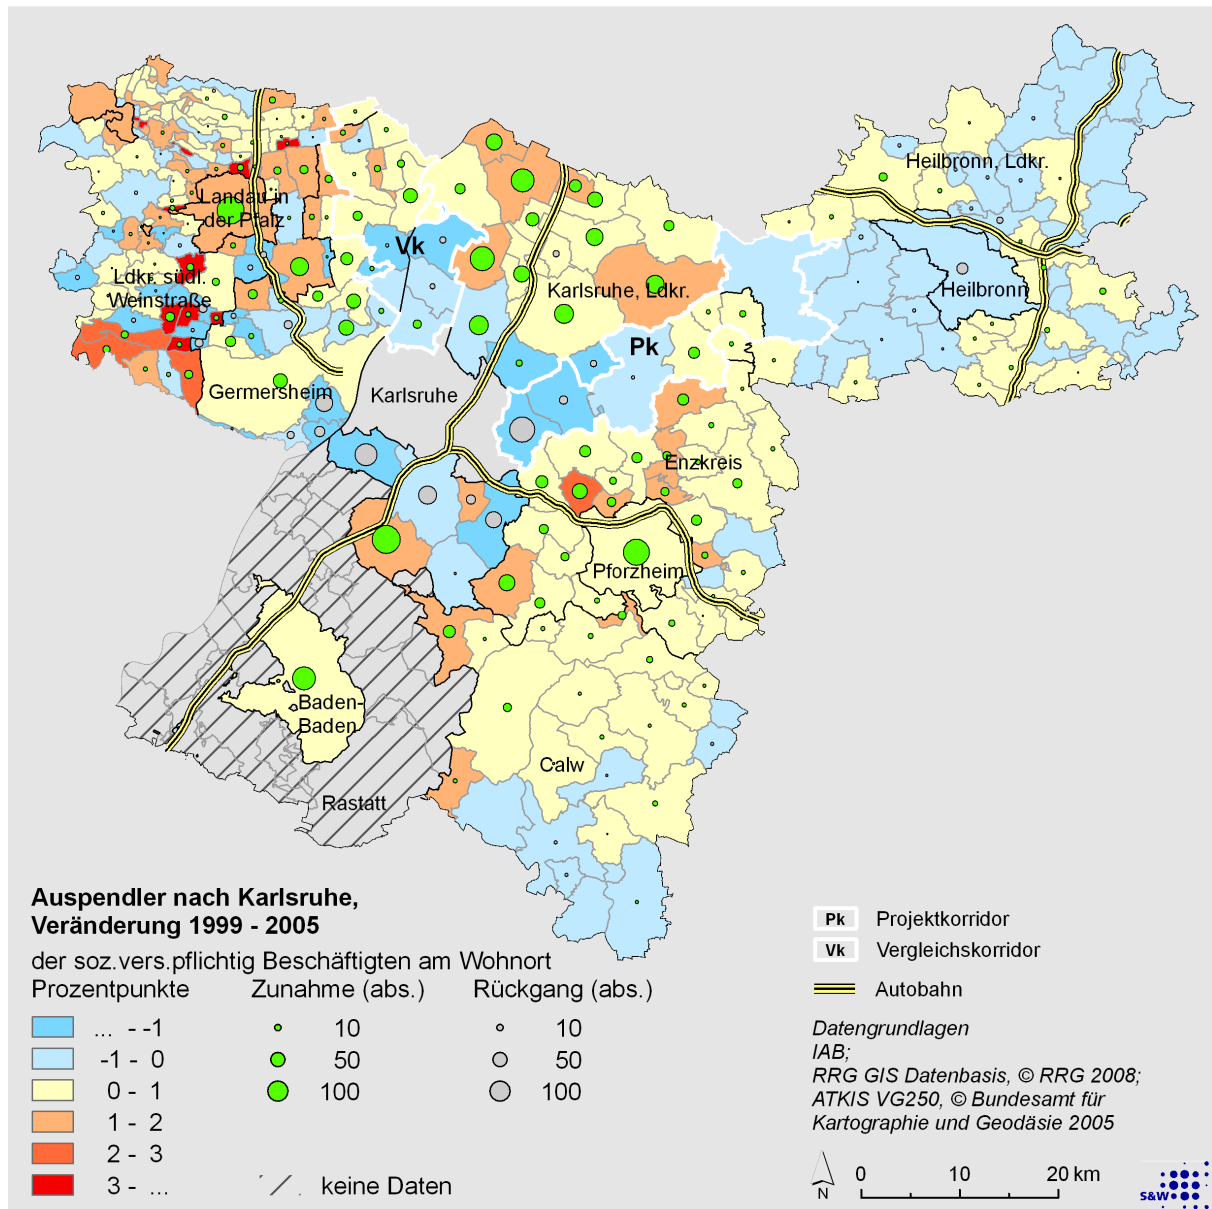 Heilbronn, Ldkr.
Landau in
der Pfalz
Vk
Ldkr. südl.
Weinstraße
Karlsruhe, Ldkr.
Heilbronn
Pk
Germersheim
Karlsruhe
Enzkreis
Pforzheim
Baden-
Baden
Calw
Rastatt
Auspendler nach Karlsruhe,
Veränderung 1999 - 2005
der soz.vers.pflichtig Beschäftigten am Wohnort
Prozentpunkte Zunahme (abs.) Rückgang (abs.)
... - -1 10 10
-1 - 0 50 50
0 - 1 100 100
1 - 2
2 - 3
3 - ... keine Daten
Pk Projektkorridor
Vk Vergleichskorridor
Autobahn
Datengrundlagen
IAB;
RRG GIS Datenbasis, © RRG 2008;
ATKIS VG250, © Bundesamt für
Kartographie und Geodäsie 2005
N 0 10 20 km
S&W